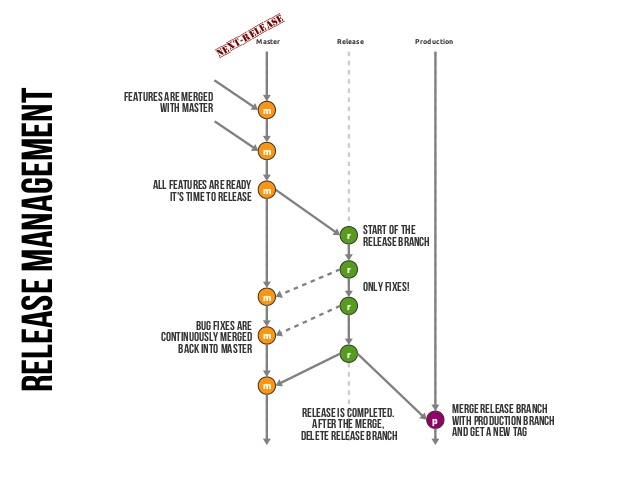 RELEASE MANAGEMENT
NEXT-RELEASE
Master
Release
Production
FEATURES ARE MERGED
WITH MASTER
m
m
ALL FEATURES ARE READY
IT'S TIME TO RELEASE
m
r
START OF THE
RELEASE BRANCH
r
ONLY FIXES!
m
r
BUG FIXES ARE
CONTINUOUSLY MERGED
BACK INTO MASTER
m
r
m
RELEASE IS COMPLETED.
AFTER THE MERGE,
DELETE RELEASE BRANCH
p
MERGE RELEASE BRANCH
WITH PRODUCTION BRANCH
AND GET A NEW TAG